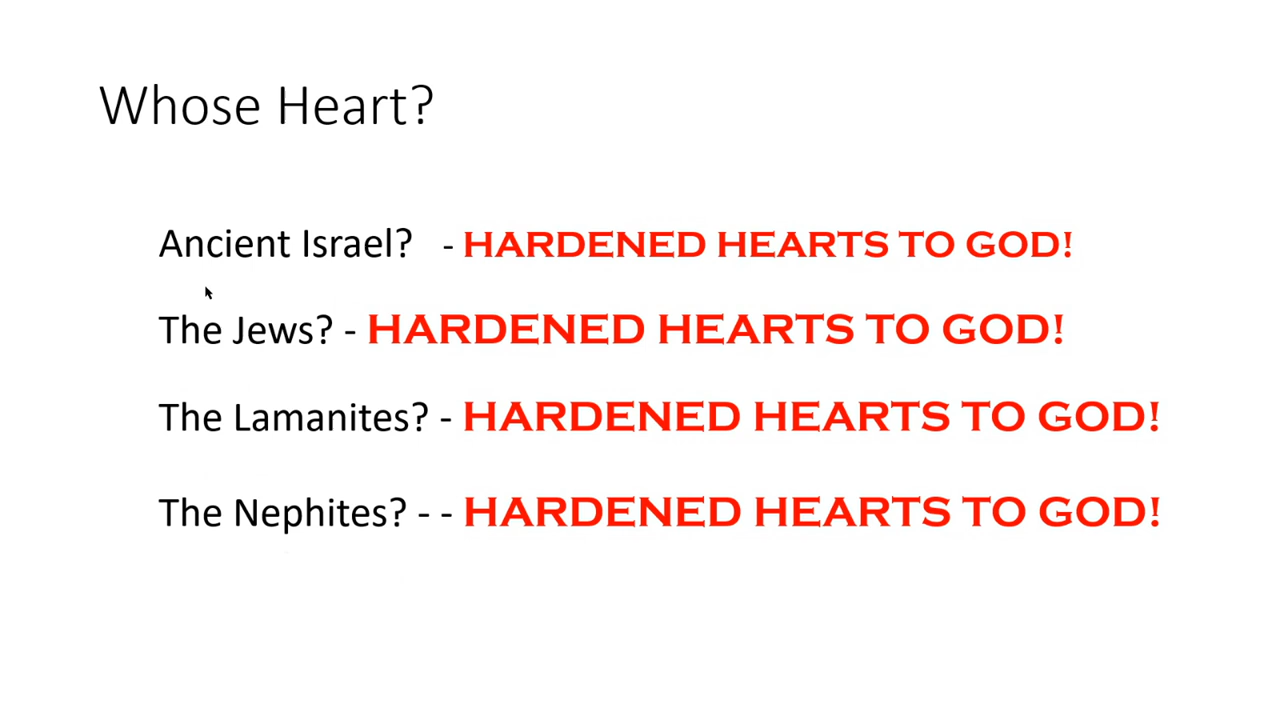 Whose Heart?
Ancient Israel? - HARDENED HEARTS TO GOD!
The Jews? - HARDENED HEARTS TO GOD!
The Lamanites? - HARDENED HEARTS TO GOD!
The Nephites? - - HARDENED HEARTS TO GOD!